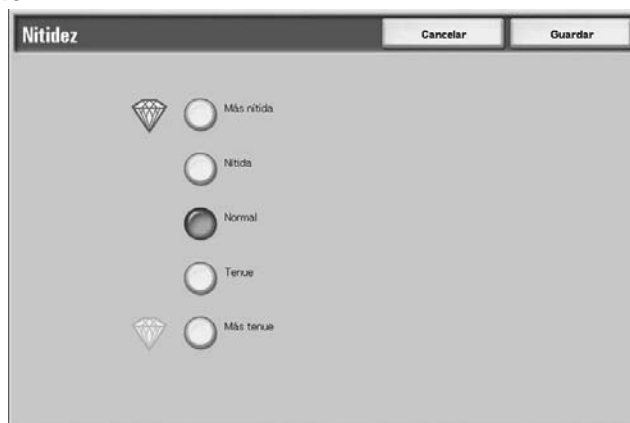 Nitidez
Cancelar
Guardar
Más nítida
Nítida
Normal
Tenue
Más tenue